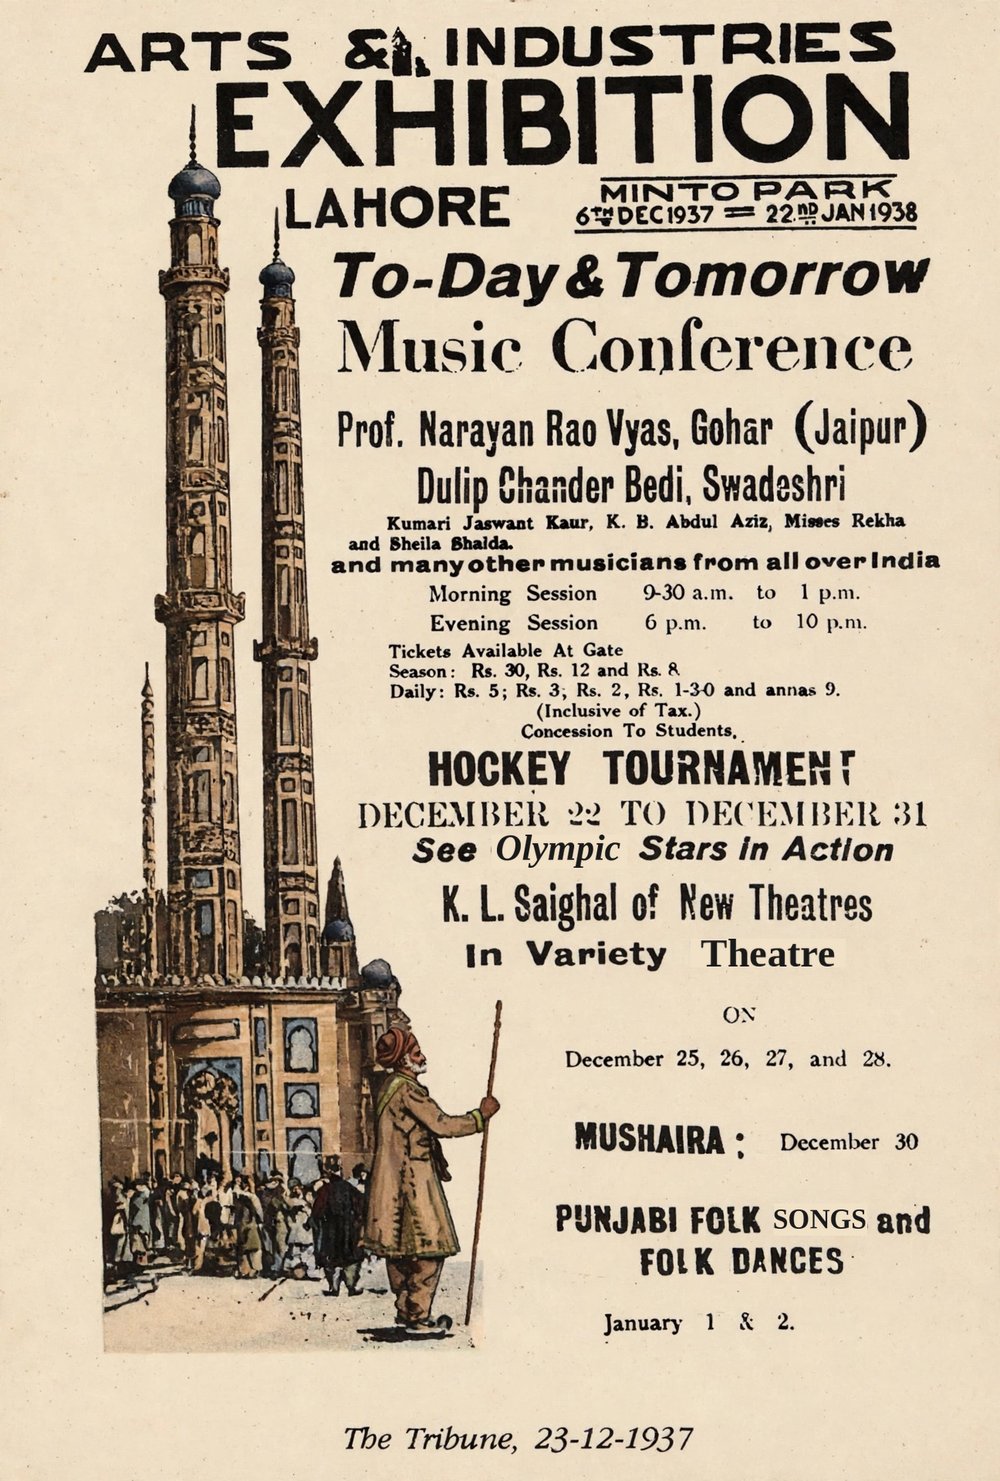 ARTS & INDUSTRIES
EXHIBITION
LAHORE
MINTO PARK
6TH DEC 1937 = 22ND JAN 1938
To-Day & Tomorrow
Music Conference
Prof. Narayan Rao Vyas, Gohar (Jaipur)
Dulip Chander Bedi, Swadeshri
Kumari Jaswant Kaur, K. B. Abdul Aziz, Misses Rekha
and Sheila Bhalda.
and many other musicians from all over India
Morning Session 9-30 a.m. to 1 p.m.
Evening Session 6 p.m. to 10 p.m.
Tickets Available At Gate
Season: Rs. 30, Rs. 12 and Rs. 8
Daily: Rs. 5; Rs. 3, Rs. 2, Rs. 1-3-0 and annas 9.
(Inclusive of Tax.)
Concession To Students.
HOCKEY TOURNAMENT
DECEMBER 22 TO DECEMBER 31
See Olympic Stars in Action
K. L. Saighal of New Theatres
In Variety Theatre
ON
December 25, 26, 27, and 28.
MUSHAIRA: December 30
PUNJABI FOLK SONGS and
FOLK DANCES
January 1 & 2.
The Tribune, 23-12-1937